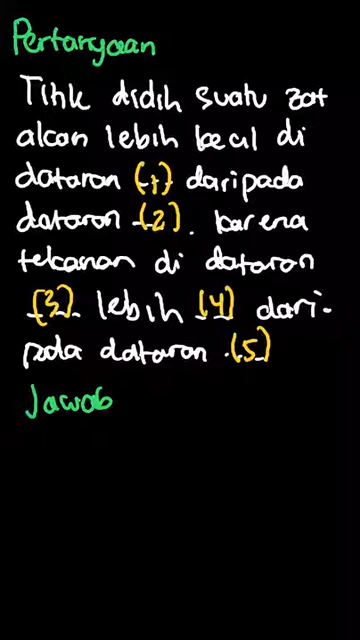 Pertanyaan
Titik didih suatu zat
akan lebih kecil di
dataran (1) daripada
dataran (2). karena
tekanan di dataran
(3) lebih (4) dari-
pada dataran (5)
Jawab